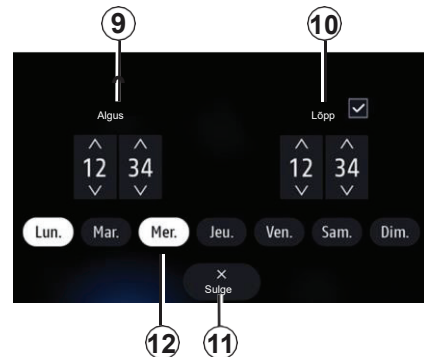 9 10
Algus Lõpp
12 34 12 34
Lun. Mar. Mer. Jeu. Ven. Sam. Dim.
Sulge
12 11